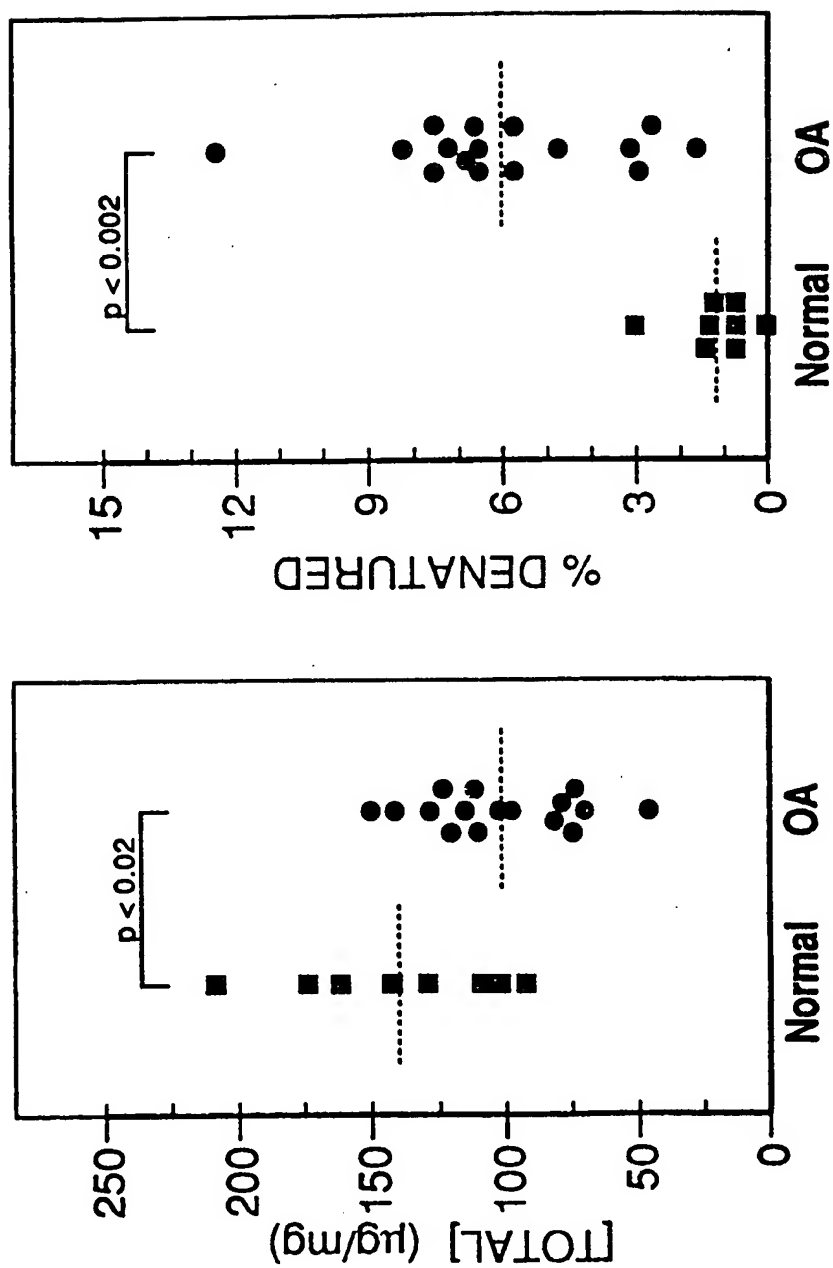 [TOTAL] (µg/mg)
250
200
150
100
50
0
p < 0.02
Normal
OA
% DENATURED
15
12
9
6
3
0
p < 0.002
Normal
OA